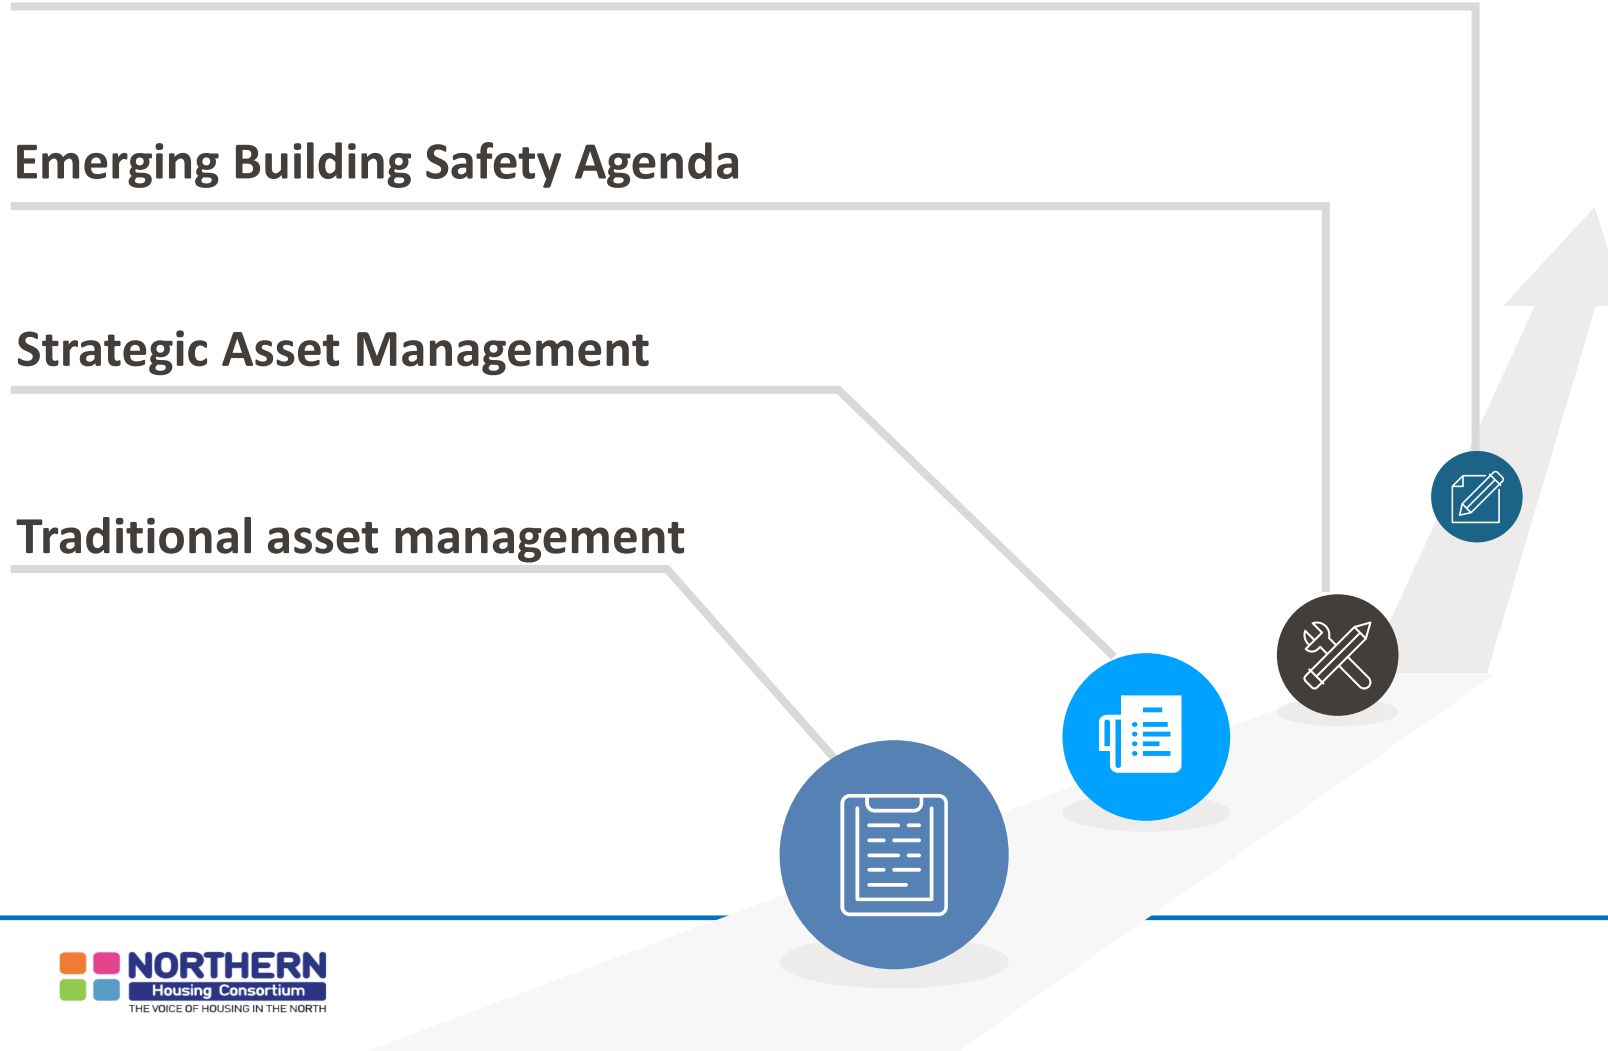 Emerging Building Safety Agenda
Strategic Asset Management
Traditional asset management
NORTHERN
Housing Consortium
THE VOICE OF HOUSING IN THE NORTH